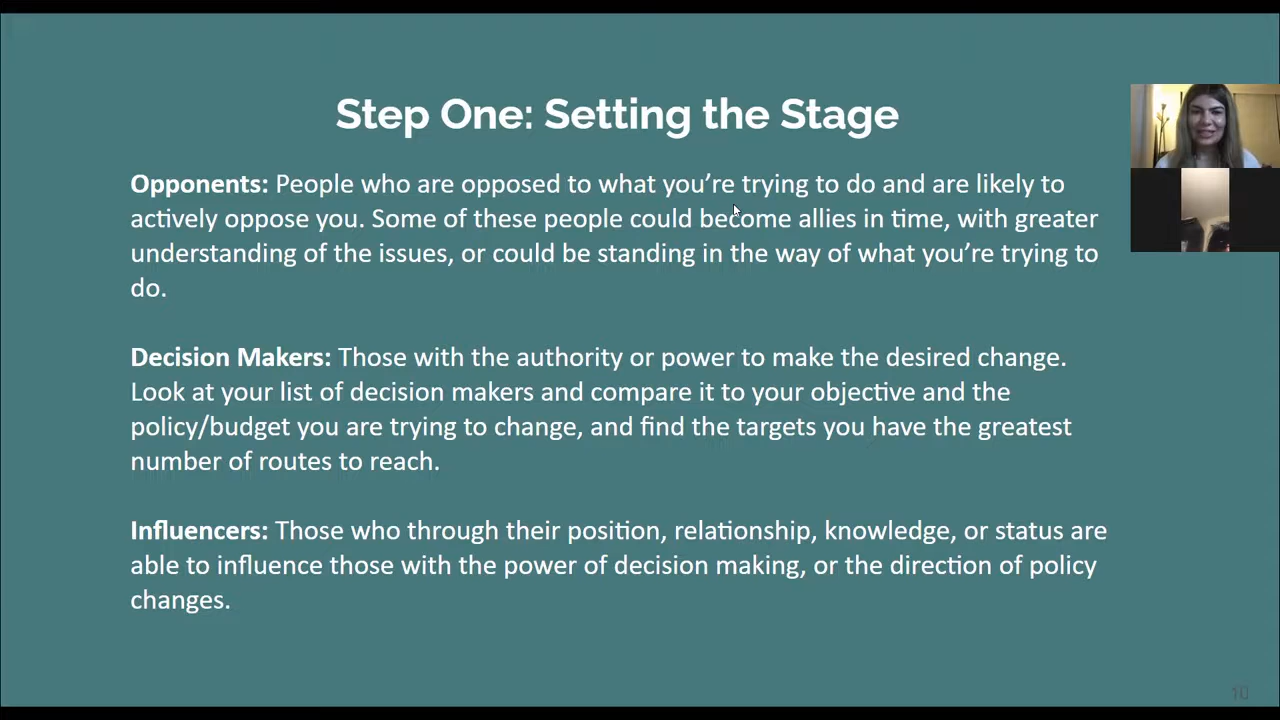 Step One: Setting the Stage
Opponents: People who are opposed to what you’re trying to do and are likely to
actively oppose you. Some of these people could become allies in time, with greater
understanding of the issues, or could be standing in the way of what you’re trying to
do.
Decision Makers: Those with the authority or power to make the desired change.
Look at your list of decision makers and compare it to your objective and the
policy/budget you are trying to change, and find the targets you have the greatest
number of routes to reach.
Influencers: Those who through their position, relationship, knowledge, or status are
able to influence those with the power of decision making, or the direction of policy
changes.
10